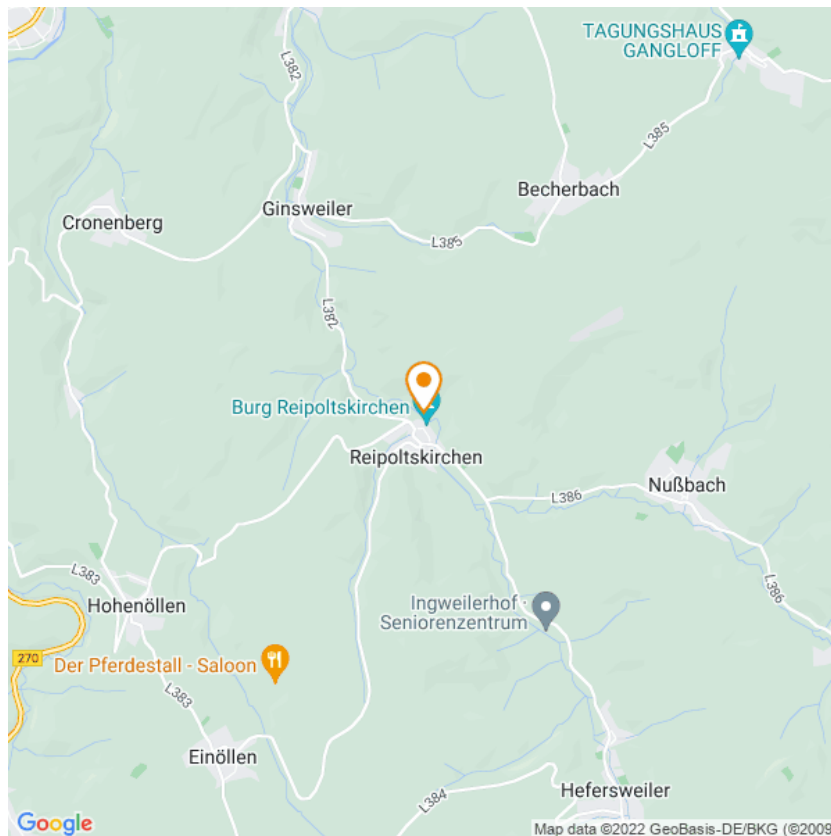 TAGUNGSHAUS
GANGLOFF
L382
L385
Becherbach
Cronenberg
Ginsweiler
L385
L382
Burg Reipoltskirchen
Reipoltskirchen
Nußbach
L386
L383
L386
Hohenöllen
Ingweilerhof ·
Seniorenzentrum
270
Der Pferdestall - Saloon
L383
Einöllen
L384
Hefersweiler
Google
Map data ©2022 GeoBasis-DE/BKG (©2009